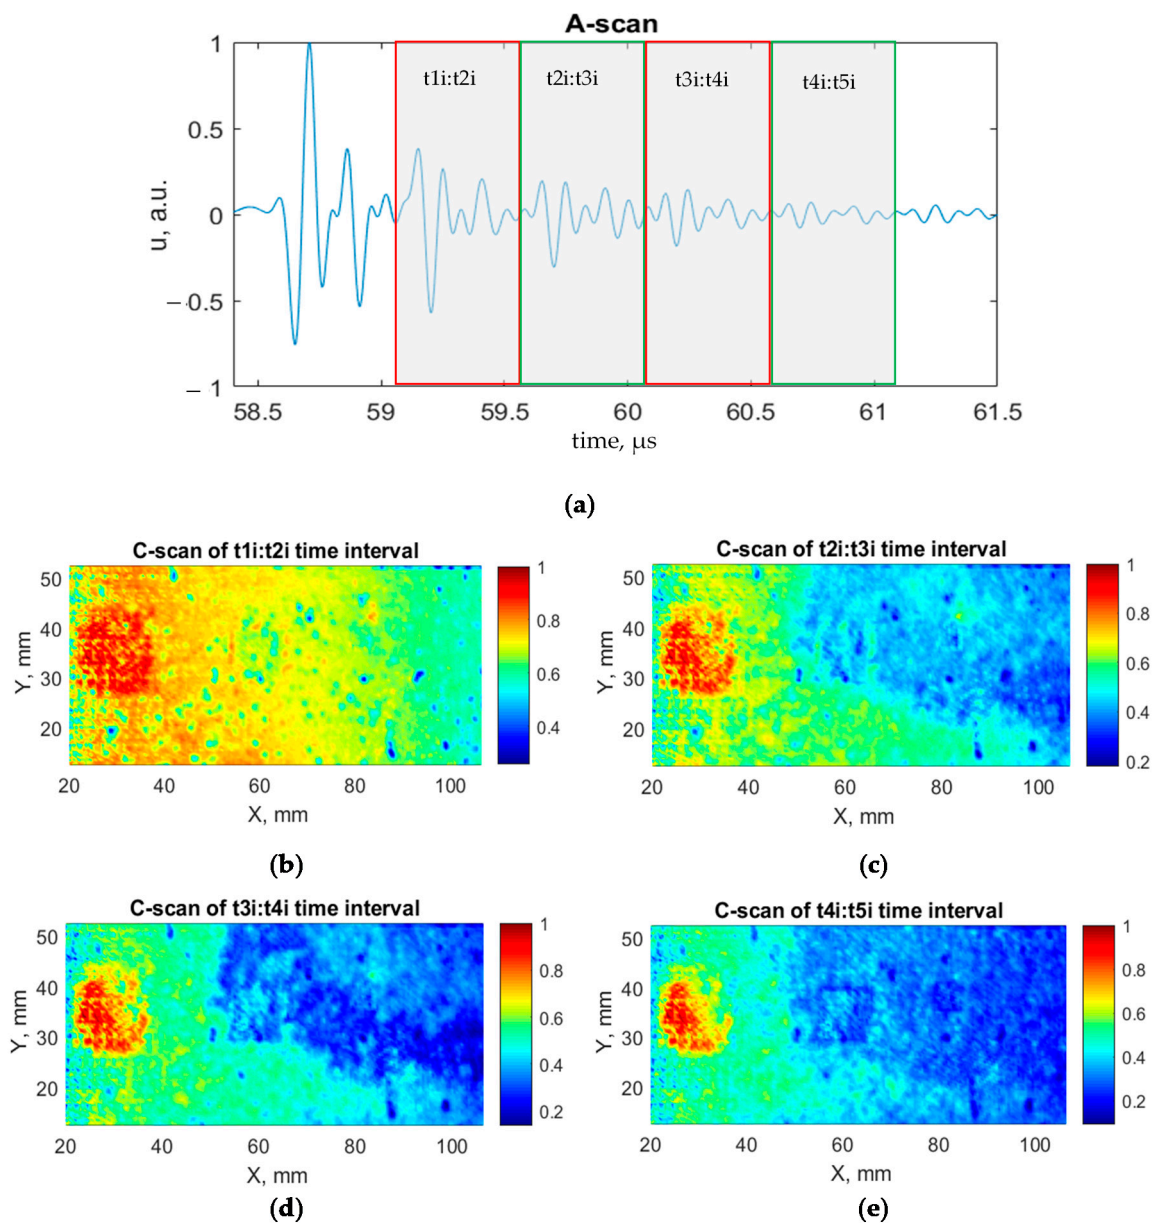 A-scan
1
0.5
0
－.0.5
－ 1
u, a.u.
t1i:t2i
t2i:t3i
t3i:t4i
t4i:t5i
58.5 59 59.5 60 60.5 61 61.5
time, µs
(a)
C-scan of t1i:t2i time interval
50
40
30
20
Y, mm
20 40 60 80 100
X, mm
1
0.8
0.6
0.4
(b)
C-scan of t2i:t3i time interval
50
40
30
20
Y, mm
20 40 60 80 100
X, mm
1
0.8
0.6
0.4
0.2
(c)
C-scan of t3i:t4i time interval
50
40
30
20
Y, mm
20 40 60 80 100
X, mm
1
0.8
0.6
0.4
0.2
(d)
C-scan of t4i:t5i time interval
50
40
30
20
Y, mm
20 40 60 80 100
X, mm
1
0.8
0.6
0.4
0.2
(e)